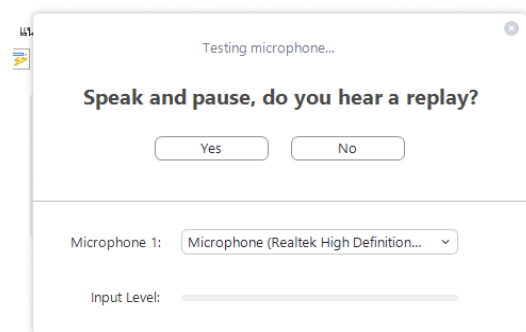 Testing microphone...
Speak and pause, do you hear a replay?
Yes No
Microphone 1: Microphone (Realtek High Definition...
Input Level: